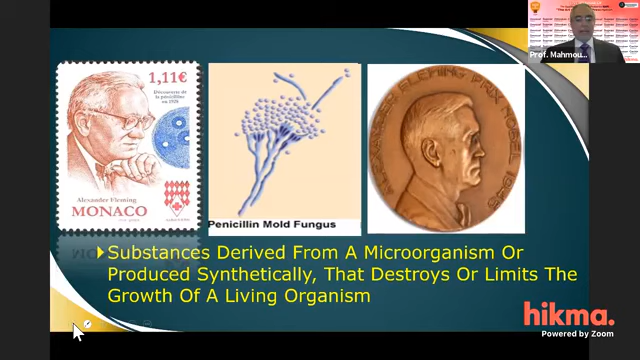 1,11€
Découverte de
la pénicilline
en 1928
Alexander Fleming
MONACO
Penicillin Mold Fungus
ALEXANDER FLEMING PRIX NOBEL 1945
Substances Derived From A Microorganism Or
Produced Synthetically, That Destroys Or Limits The
Growth Of A Living Organism
Prof. Mahmou...
hikma.
Powered by Zoom